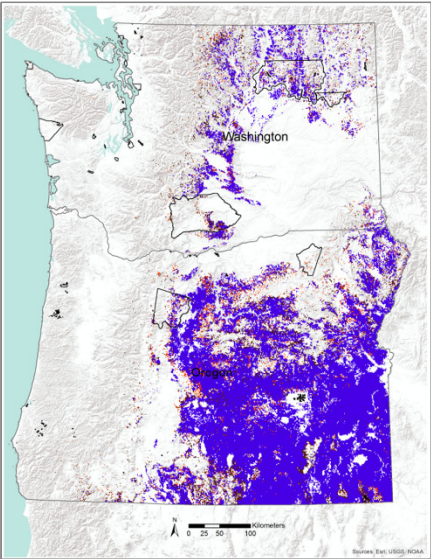 Washington
Oregon
N
Kilometers
0 25 50 100
Sources: Esri, USGS, NOAA